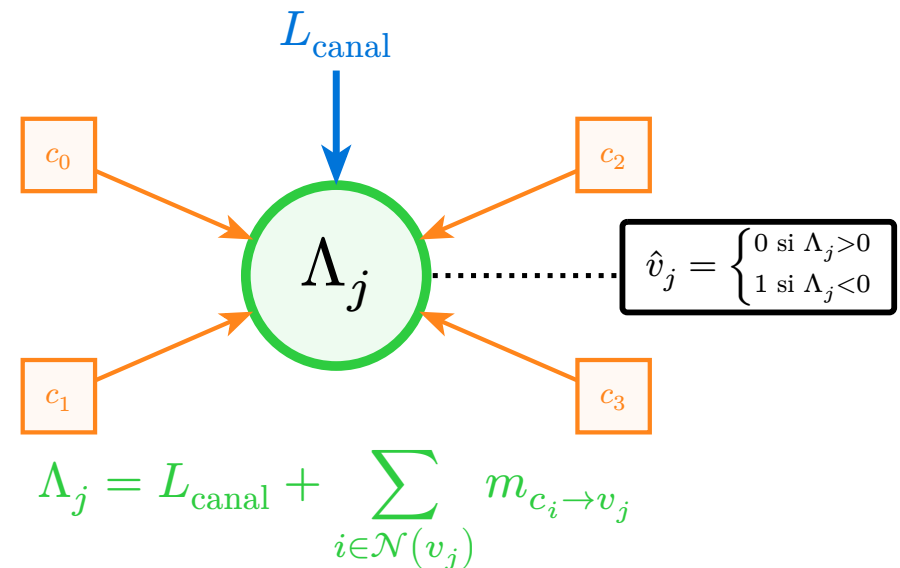 L_canal
c_0
c_2
Λ_j
v̂_j = { 0 si Λ_j>0
1 si Λ_j<0
c_1
c_3
Λ_j = L_canal + ∑_{i∈𝒩(v_j)} m_{c_i→v_j}